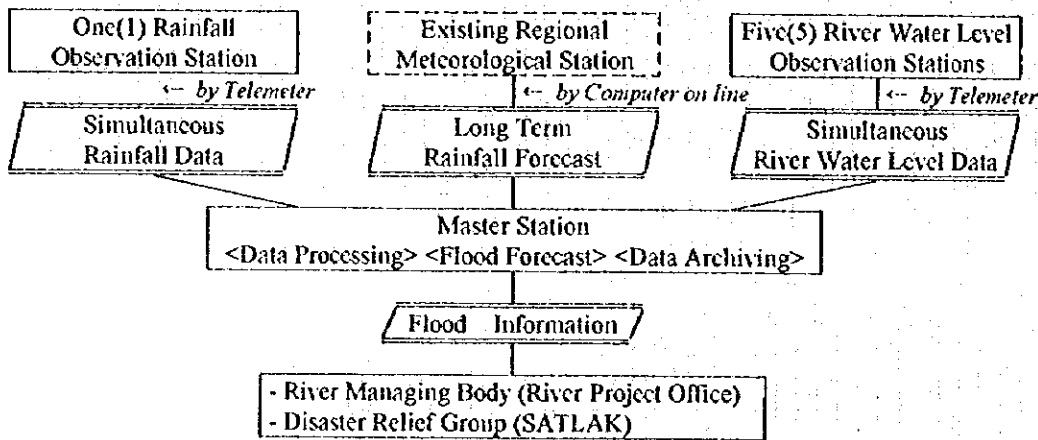 One(1) Rainfall
Observation Station
Existing Regional
Meteorological Station
Five(5) River Water Level
Observation Stations
<-- by Telemeter
<-- by Computer on line
<-- by Telemeter
Simultaneous
Rainfall Data
Long Term
Rainfall Forecast
Simultaneous
River Water Level Data
Master Station
<Data Processing> <Flood Forecast> <Data Archiving>
Flood Information
- River Managing Body (River Project Office)
- Disaster Relief Group (SATLAK)